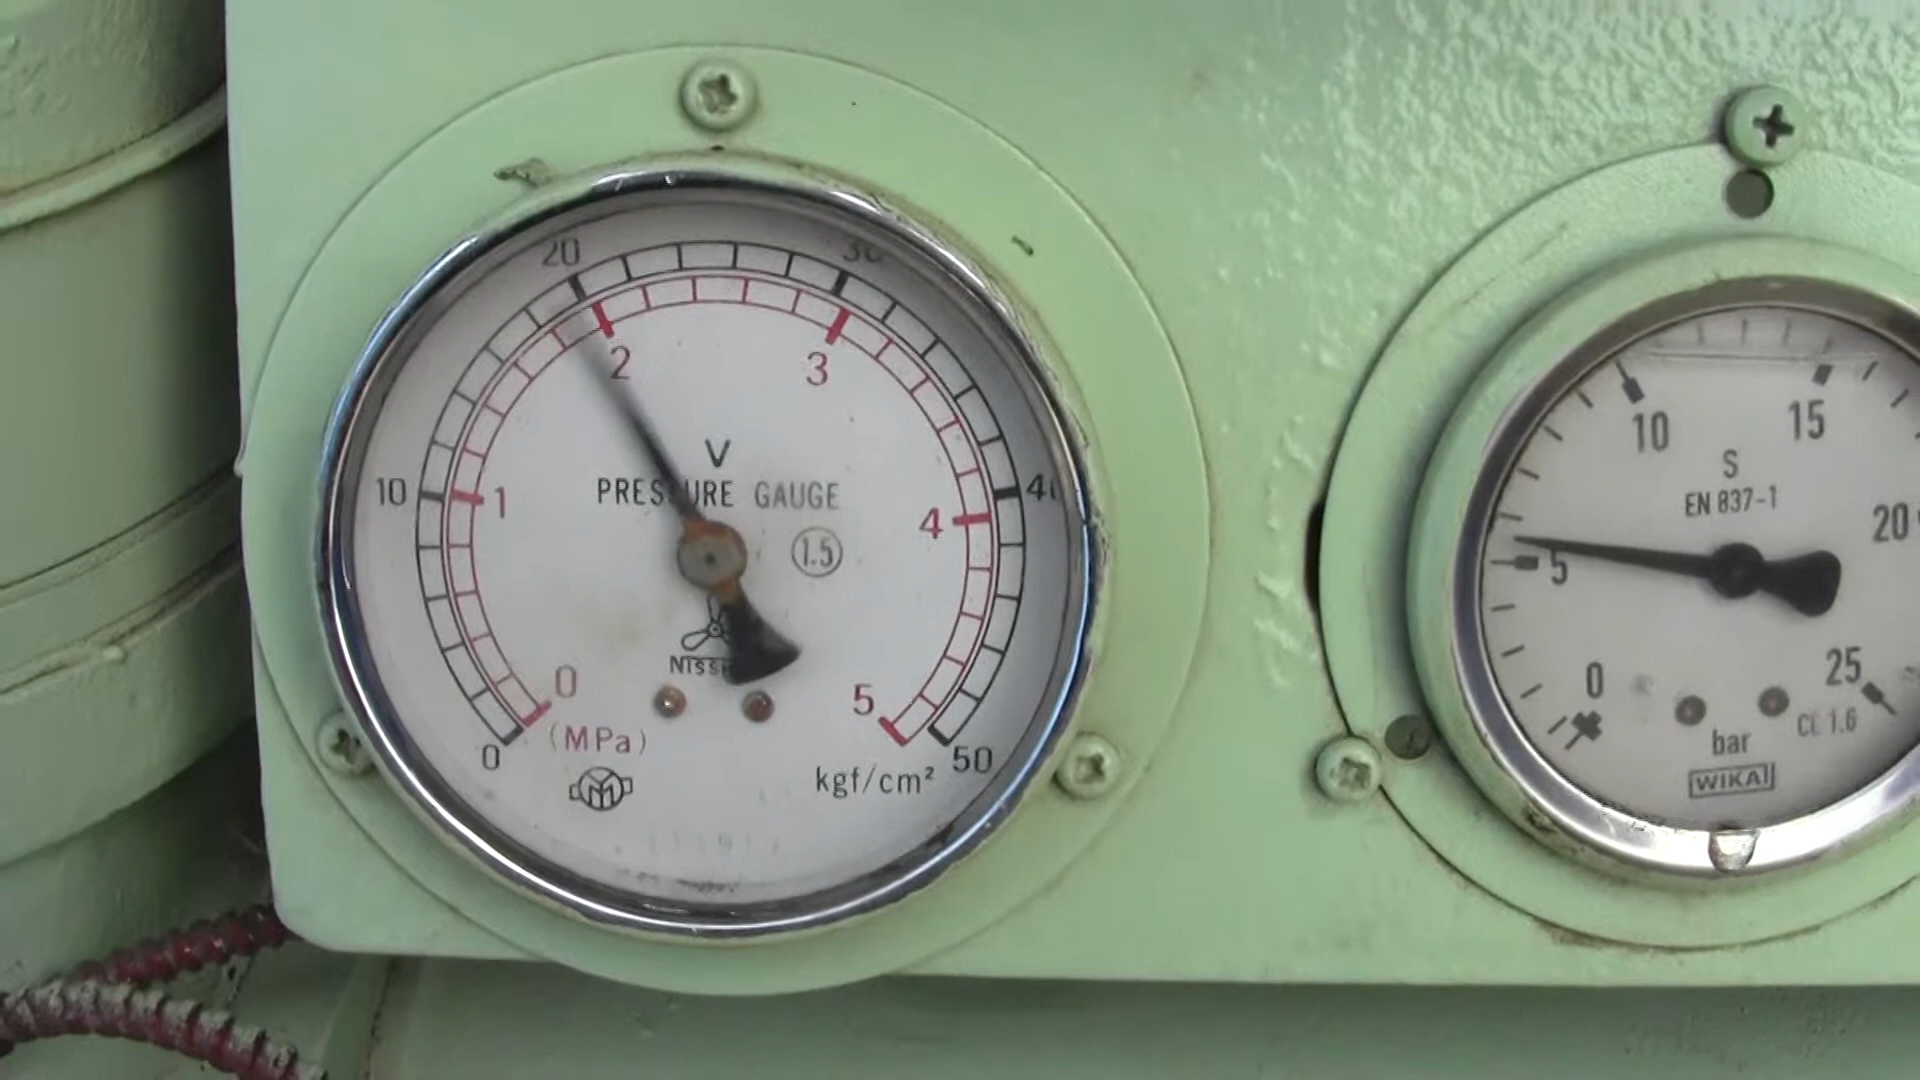 20 30
2 3
V
PRESSURE GAUGE
10 1
1.5
4 40
NISSHIN
0 5
(MPa)
0 50
kgf/cm²
10 15
S
EN 837-1
20
5
0 25
bar CL 1.6
WIKA